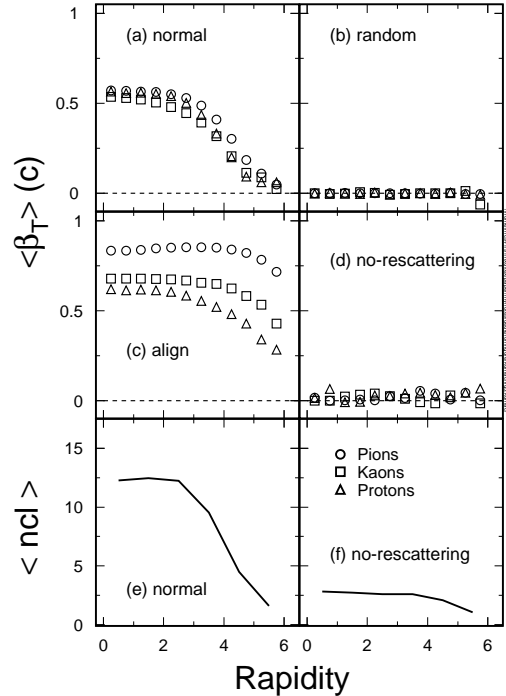 1
(a) normal
(b) random
0.5
0
<β_T> (c)
1
(d) no-rescattering
0.5
(c) align
0
15
Pions
Kaons
10
Protons
< ncl >
5
(f) no-rescattering
(e) normal
0
0 2 4 6 0 2 4 6
Rapidity